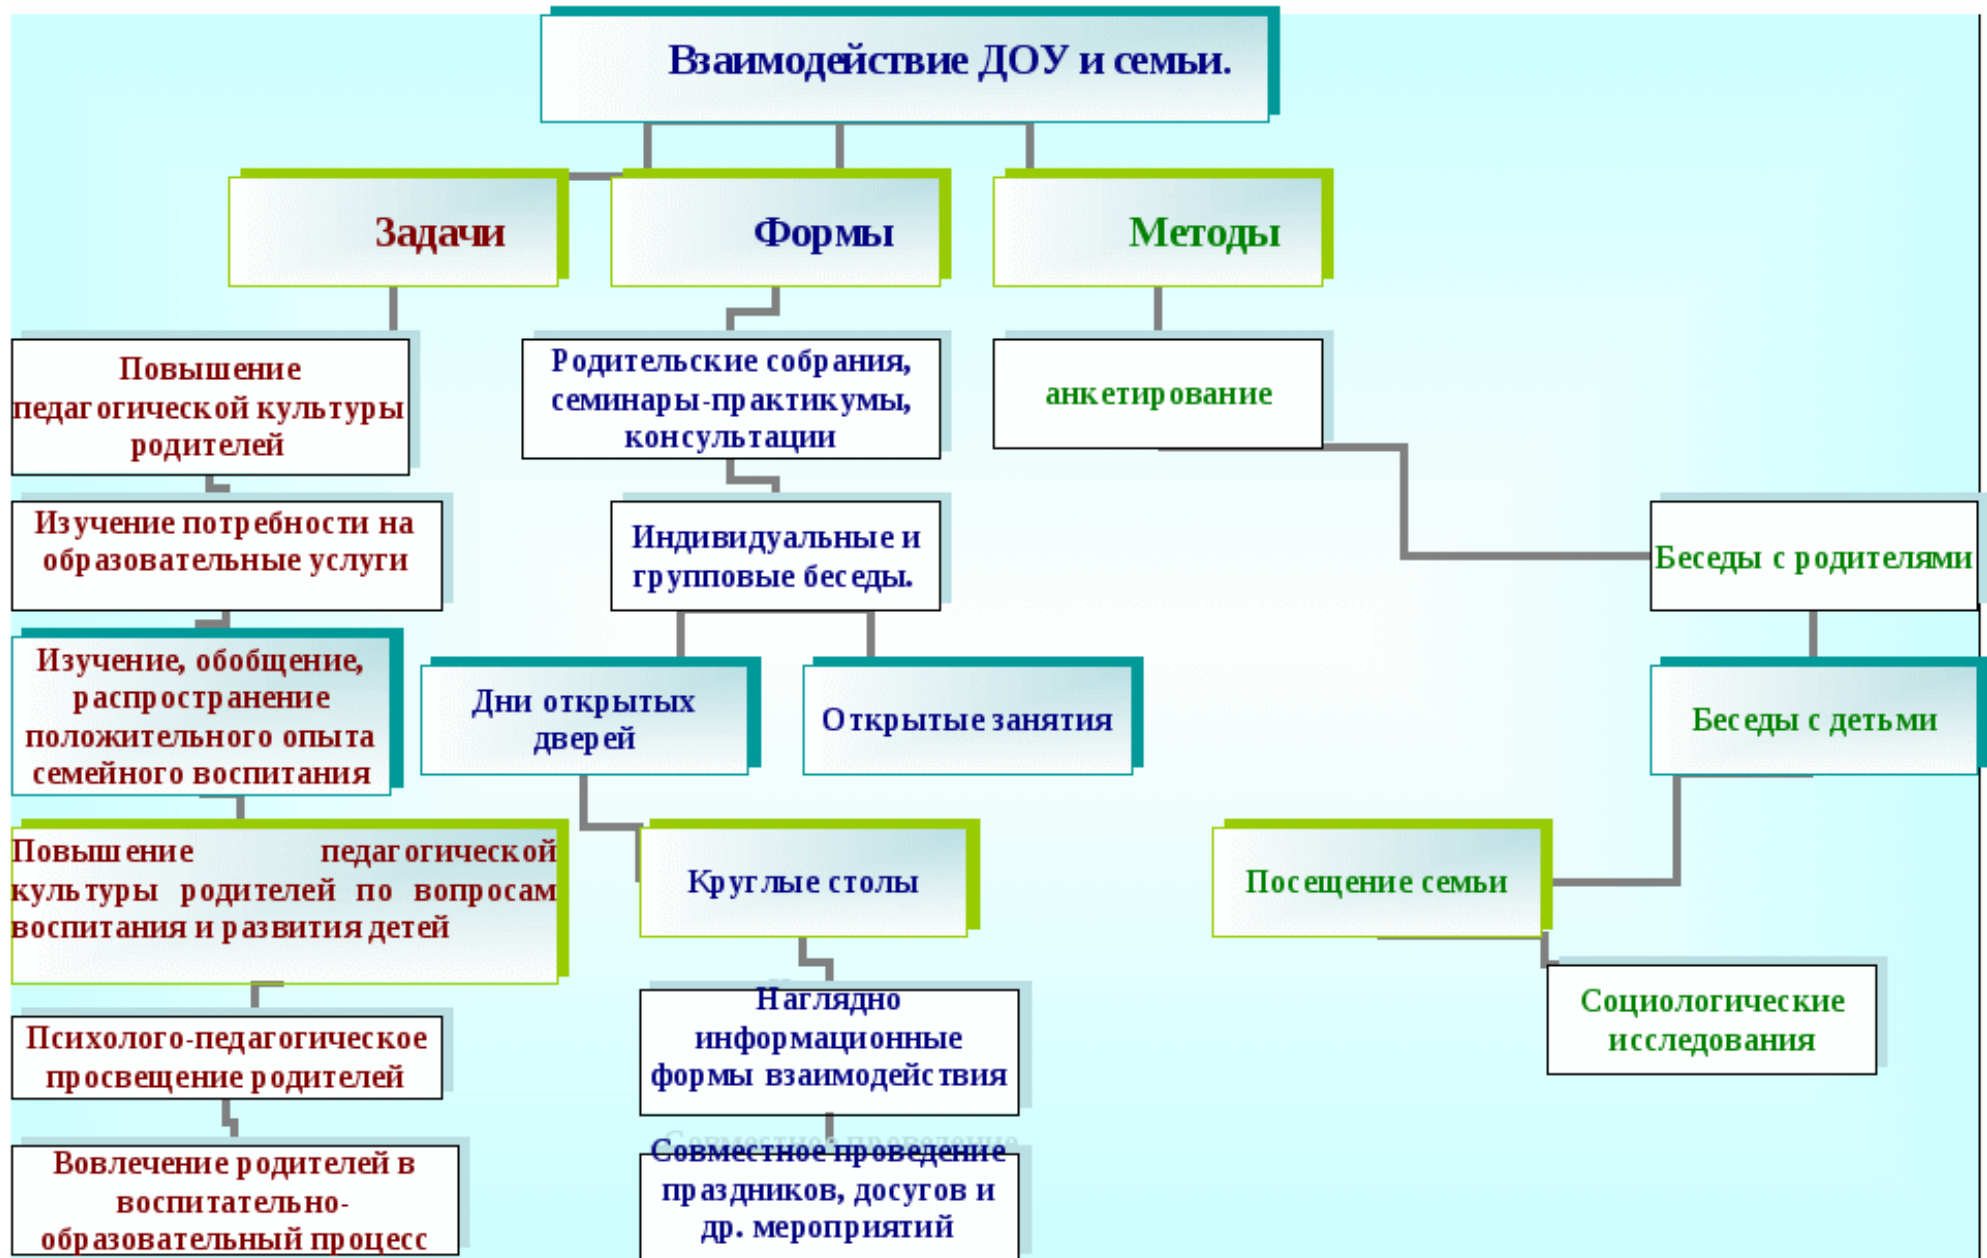 Взаимодействие ДОУ и семьи.
Задачи
Формы
Методы
Повышение
педагогической культуры
родителей
Изучение потребности на
образовательные услуги
Изучение, обобщение,
распространение
положительного опыта
семейного воспитания
Повышение педагогической
культуры родителей по вопросам
воспитания и развития детей
Психолого-педагогическое
просвещение родителей
Вовлечение родителей в
воспитательно-
образовательный процесс
Родительские собрания,
семинары-практикумы,
консультации
Индивидуальные и
групповые беседы.
Дни открытых
дверей
Открытые занятия
Круглые столы
Наглядно
информационные
формы взаимодействия
Совместное проведение
праздников, досугов и
др. мероприятий
анкетирование
Беседы с родителями
Беседы с детьми
Посещение семьи
Социологические
исследования